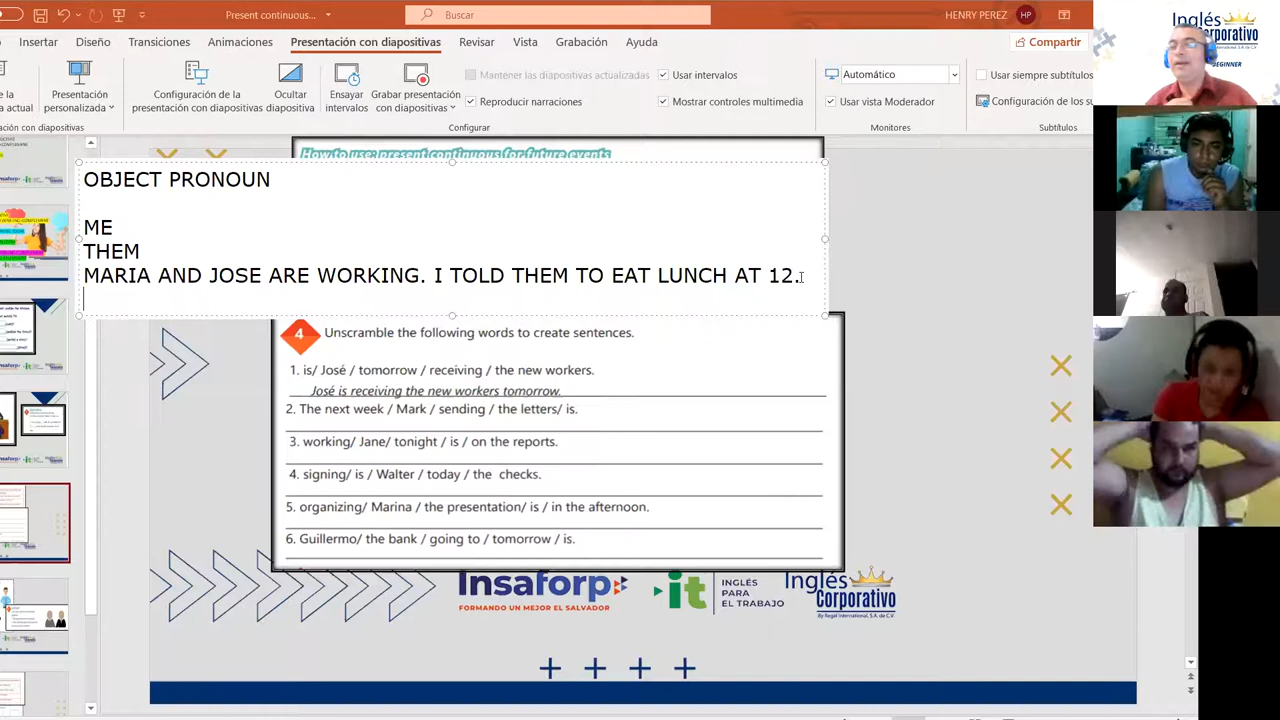 Present continuous...
Buscar
HENRY PEREZ
HP
Insertar
Diseño
Transiciones
Animaciones
Presentación con diapositivas
Revisar
Vista
Grabación
Ayuda
Compartir
Presentación
personalizada
Configuración de la
presentación con diapositivas
Ocultar
diapositiva
Ensayar
intervalos
Grabar presentación
con diapositivas
Mantener las diapositivas actualizadas
Reproducir narraciones
Usar intervalos
Mostrar controles multimedia
Configurar
Automático
Usar vista Moderador
Monitores
Usar siempre subtítulos
Configuración de los su
Subtítulos
Inglés
Corporativo
BEGINNER
How to use: present continuous for future events
OBJECT PRONOUN
ME
THEM
MARIA AND JOSE ARE WORKING. I TOLD THEM TO EAT LUNCH AT 12.
4 Unscramble the following words to create sentences.
1. is/ José / tomorrow / receiving / the new workers.
José is receiving the new workers tomorrow.
2. The next week / Mark / sending / the letters/ is.
3. working/ Jane/ tonight / is / on the reports.
4. signing/ is / Walter / today / the checks.
5. organizing/ Marina / the presentation/ is / in the afternoon.
6. Guillermo/ the bank / going to / tomorrow / is.
Insaforp
FORMANDO UN MEJOR EL SALVADOR
it
INGLÉS
PARA
EL TRABAJO
Inglés
Corporativo
By Regal International, S.A. de C.V.